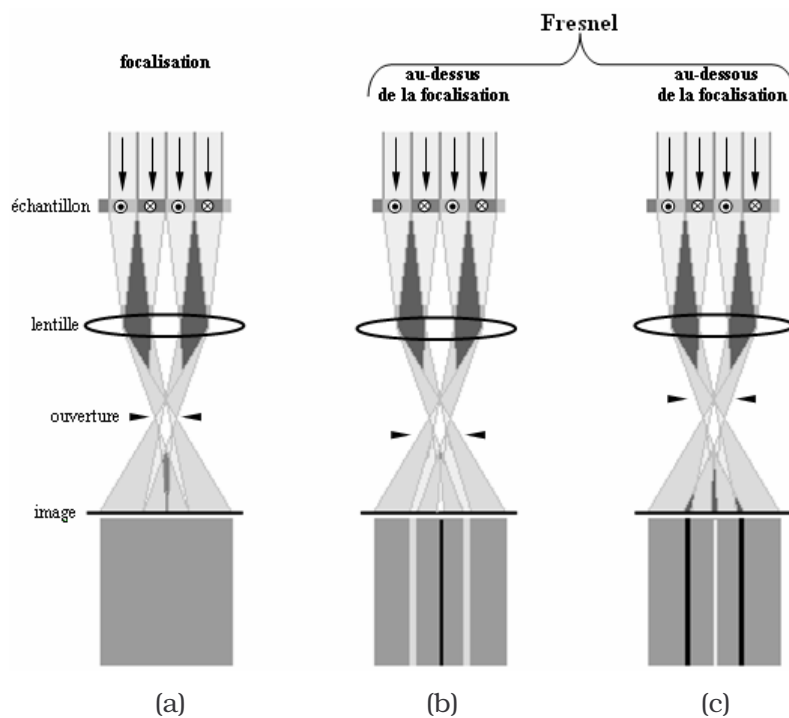 Fresnel
focalisation
au-dessus
de la focalisation
au-dessous
de la focalisation
échantillon
lentille
ouverture
image
(a)
(b)
(c)